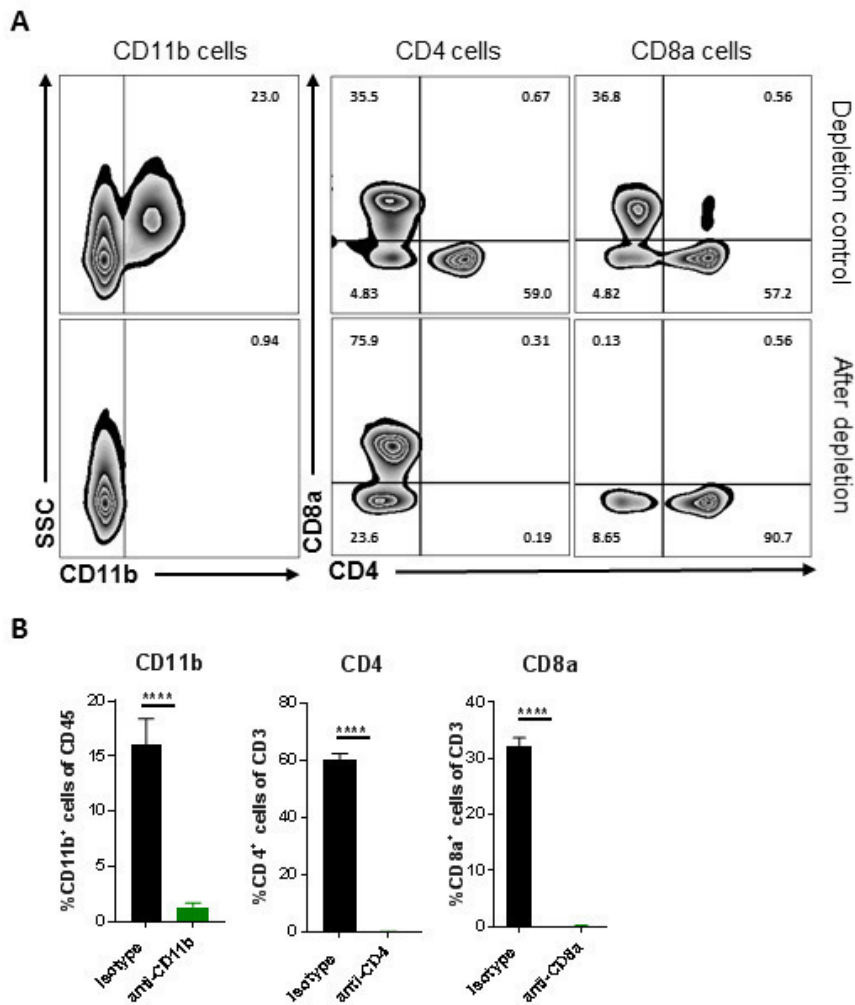 A
CD11b cells
CD4 cells
CD8a cells
23.0
35.5
0.67
36.8
0.56
4.83
59.0
4.82
57.2
Depletion control
0.94
75.9
0.31
0.13
0.56
23.6
0.19
8.65
90.7
After depletion
SSC
CD8a
CD11b
CD4
B
CD11b
CD4
CD8a
****
****
****
%CD11b⁺ cells of CD45
20
15
10
5
0
Isotype
anti-CD11b
%CD4⁺ cells of CD3
80
60
40
20
0
Isotype
anti-CD4
%CD8a⁺ cells of CD3
40
30
20
10
0
Isotype
anti-CD8a